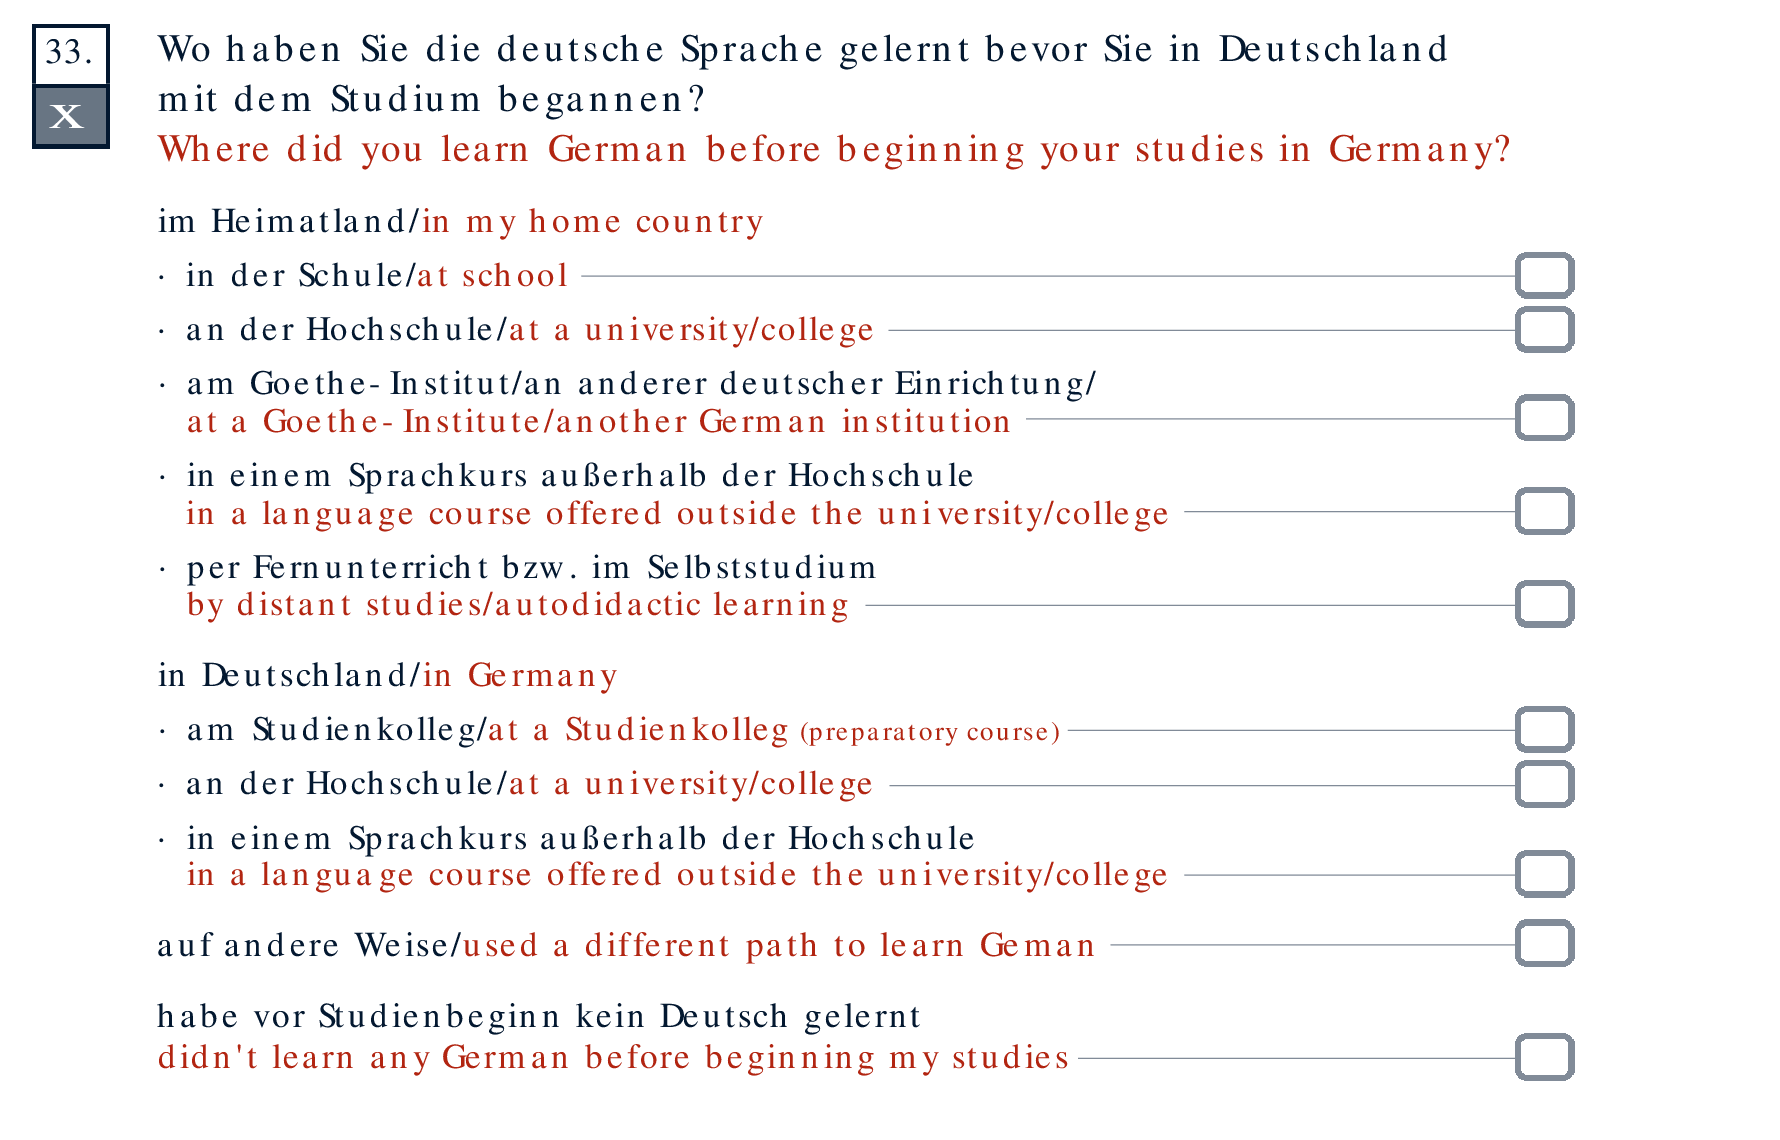 33.
X
Wo haben Sie die deutsche Sprache gelernt bevor Sie in Deutschland
mit dem Studium begannen?
Where did you learn German before beginning your studies in Germany?
im Heimatland/in my home country
· in der Schule/at school
· an der Hochschule/at a university/college
· am Goethe-Institut/an anderer deutscher Einrichtung/
at a Goethe-Institute/another German institution
· in einem Sprachkurs außerhalb der Hochschule
in a language course offered outside the university/college
· per Fernunterricht bzw. im Selbststudium
by distant studies/autodidactic learning
in Deutschland/in Germany
· am Studienkolleg/at a Studienkolleg (preparatory course)
· an der Hochschule/at a university/college
· in einem Sprachkurs außerhalb der Hochschule
in a language course offered outside the university/college
auf andere Weise/used a different path to learn Geman
habe vor Studienbeginn kein Deutsch gelernt
didn't learn any German before beginning my studies